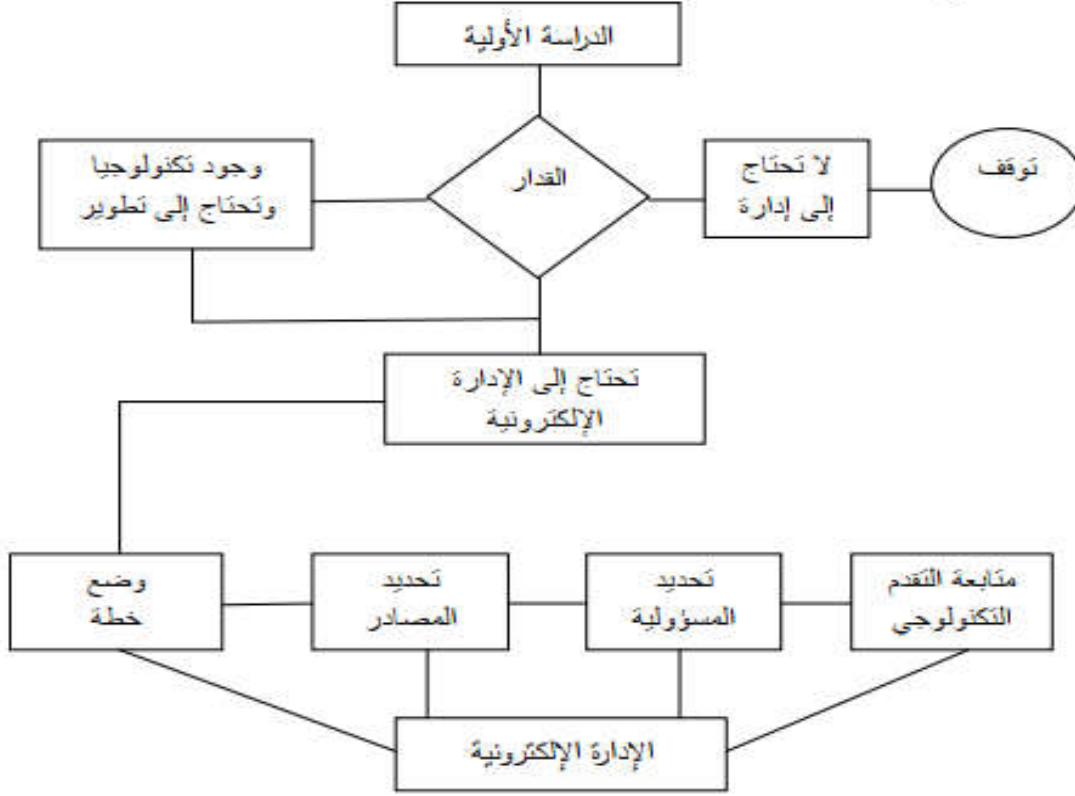 الدراسة الأولية
القدار
وجود تكنولوجيا
وتحتاج إلى تطوير
لا تحتاج
إلى إدارة
توقف
تحتاج إلى الإدارة
الإلكترونية
وضع
خطة
تحديد
المصادر
تحديد
المسؤولية
متابعة التقدم
التكنولوجي
الإدارة الإلكترونية